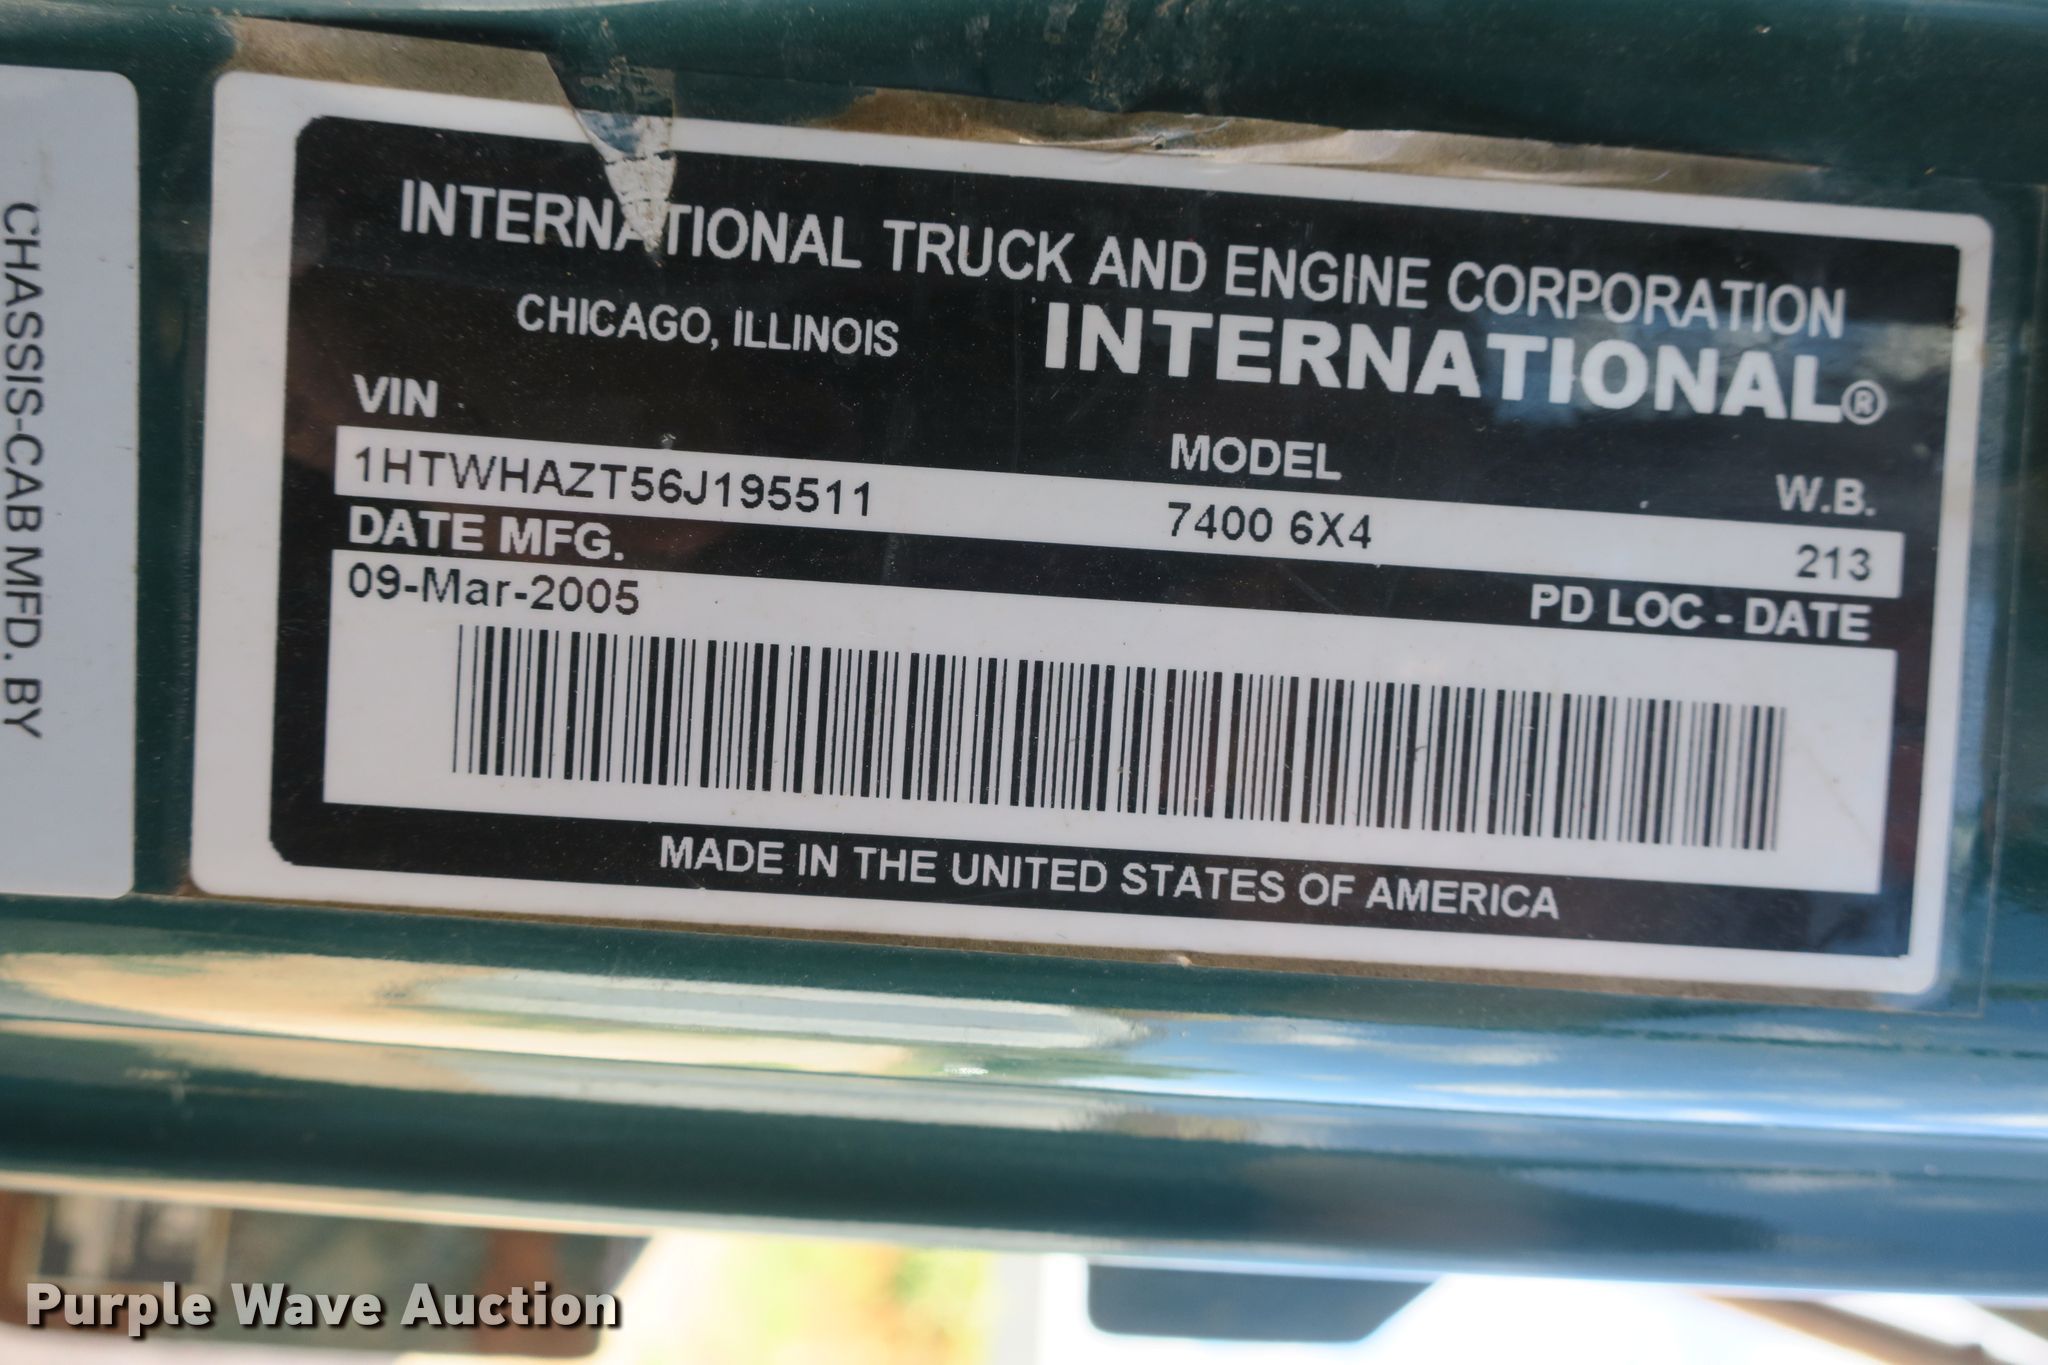 CHASSIS-CAB MFD. BY
INTERNATIONAL TRUCK AND ENGINE CORPORATION
CHICAGO, ILLINOIS
INTERNATIONAL®
VIN
MODEL
W.B.
1HTWHAZT56J195511
7400 6X4
213
DATE MFG.
PD LOC - DATE
09-Mar-2005
MADE IN THE UNITED STATES OF AMERICA
Purple Wave Auction